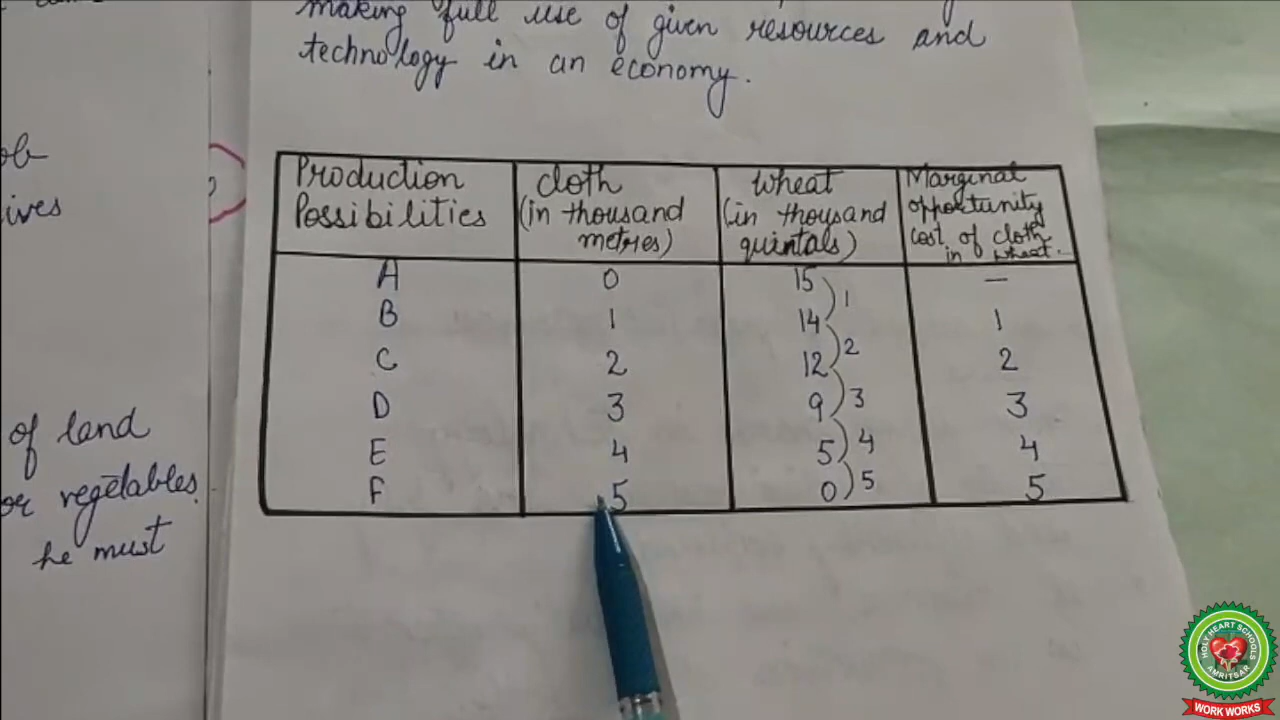 making full use of given resources and
technology in an economy.
ob
ives
of land
or vegetables.
he must
Production Possibilities | cloth (in thousand metres) | wheat (in thousand quintals) | Marginal opportunity cost of cloth in wheat.
A 0 15 —
1
B 1 14 1
2
C 2 12 2
3
D 3 9 3
4
E 4 5 4
5
F 5 0 5
HOLY HEART SCHOOLS
AMRITSAR
WORK WORKS